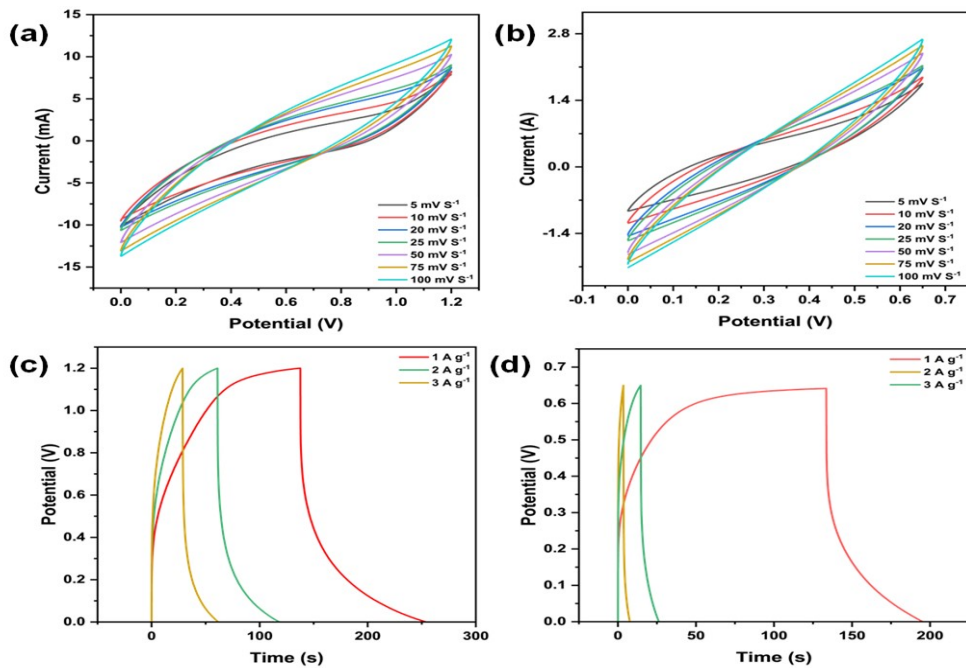 (a)
15
10
5
0
-5
-10
-15
Current (mA)
0.0
0.2
0.4
0.6
0.8
1.0
1.2
Potential (V)
5 mV S⁻¹
10 mV S⁻¹
20 mV S⁻¹
25 mV S⁻¹
50 mV S⁻¹
75 mV S⁻¹
100 mV S⁻¹
(b)
2.8
1.4
0.0
-1.4
Current (A)
-0.1
0.0
0.1
0.2
0.3
0.4
0.5
0.6
0.7
Potential (V)
5 mV S⁻¹
10 mV S⁻¹
20 mV S⁻¹
25 mV S⁻¹
50 mV S⁻¹
75 mV S⁻¹
100 mV S⁻¹
(c)
1.2
1.0
0.8
0.6
0.4
0.2
0.0
Potential (V)
0
100
200
300
Time (s)
1 A g⁻¹
2 A g⁻¹
3 A g⁻¹
(d)
0.7
0.6
0.5
0.4
0.3
0.2
0.1
0.0
Potential (V)
0
50
100
150
200
Time (s)
1 A g⁻¹
2 A g⁻¹
3 A g⁻¹